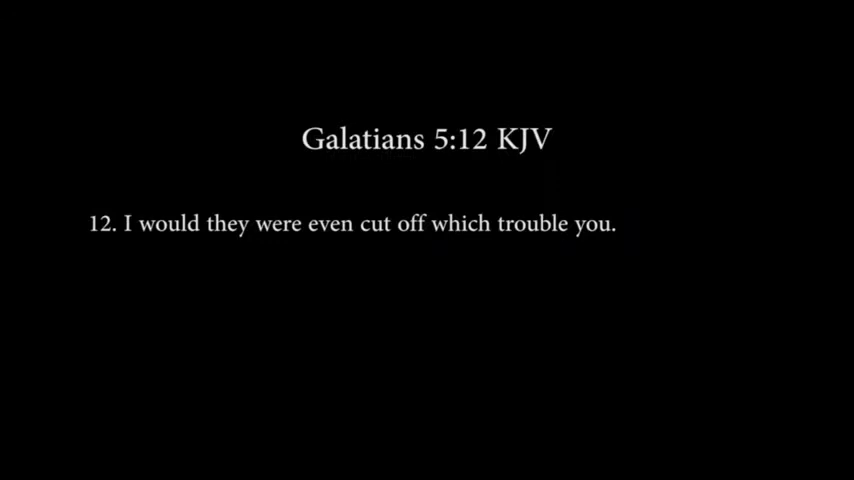 Galatians 5:12 KJV
12. I would they were even cut off which trouble you.